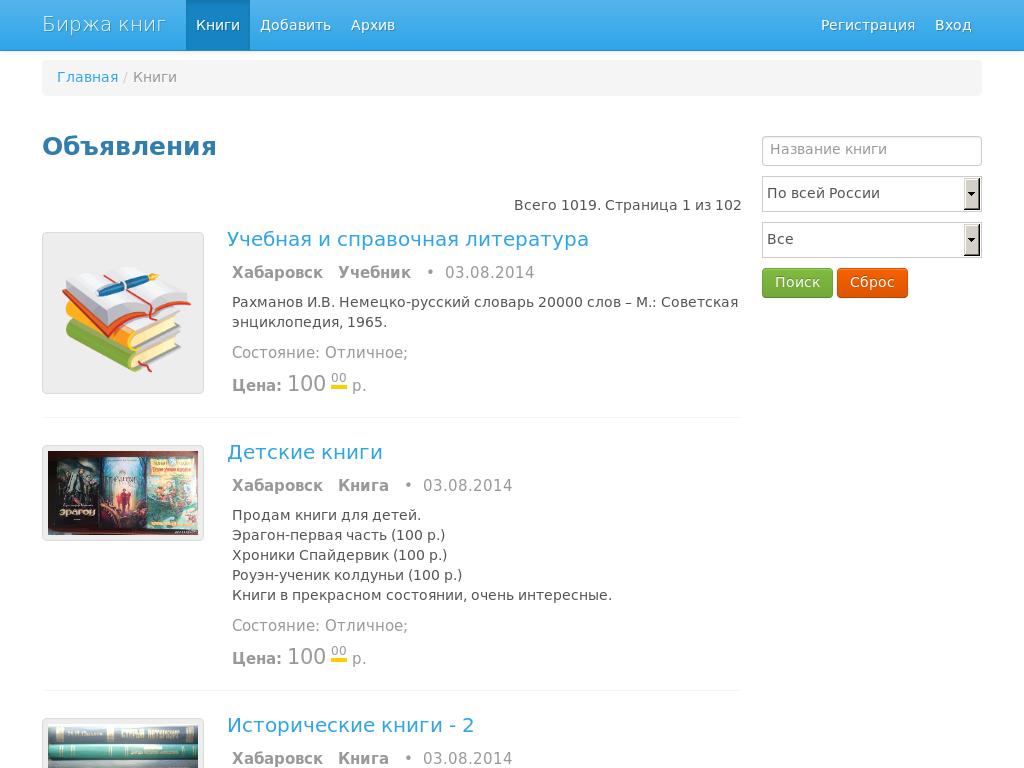 Биржа книг
Книги
Добавить
Архив
Регистрация
Вход
Главная / Книги
Объявления
Название книги
По всей России
Все
Поиск
Сброс
Всего 1019. Страница 1 из 102
Учебная и справочная литература
Хабаровск Учебник • 03.08.2014
Рахманов И.В. Немецко-русский словарь 20000 слов – М.: Советская
энциклопедия, 1965.
Состояние: Отличное;
Цена: 100 00 р.
Детские книги
Хабаровск Книга • 03.08.2014
Продам книги для детей.
Эрагон-первая часть (100 р.)
Хроники Спайдервик (100 р.)
Роуэн-ученик колдуньи (100 р.)
Книги в прекрасном состоянии, очень интересные.
Состояние: Отличное;
Цена: 100 00 р.
эрагон
Исторические книги - 2
Хабаровск Книга • 03.08.2014